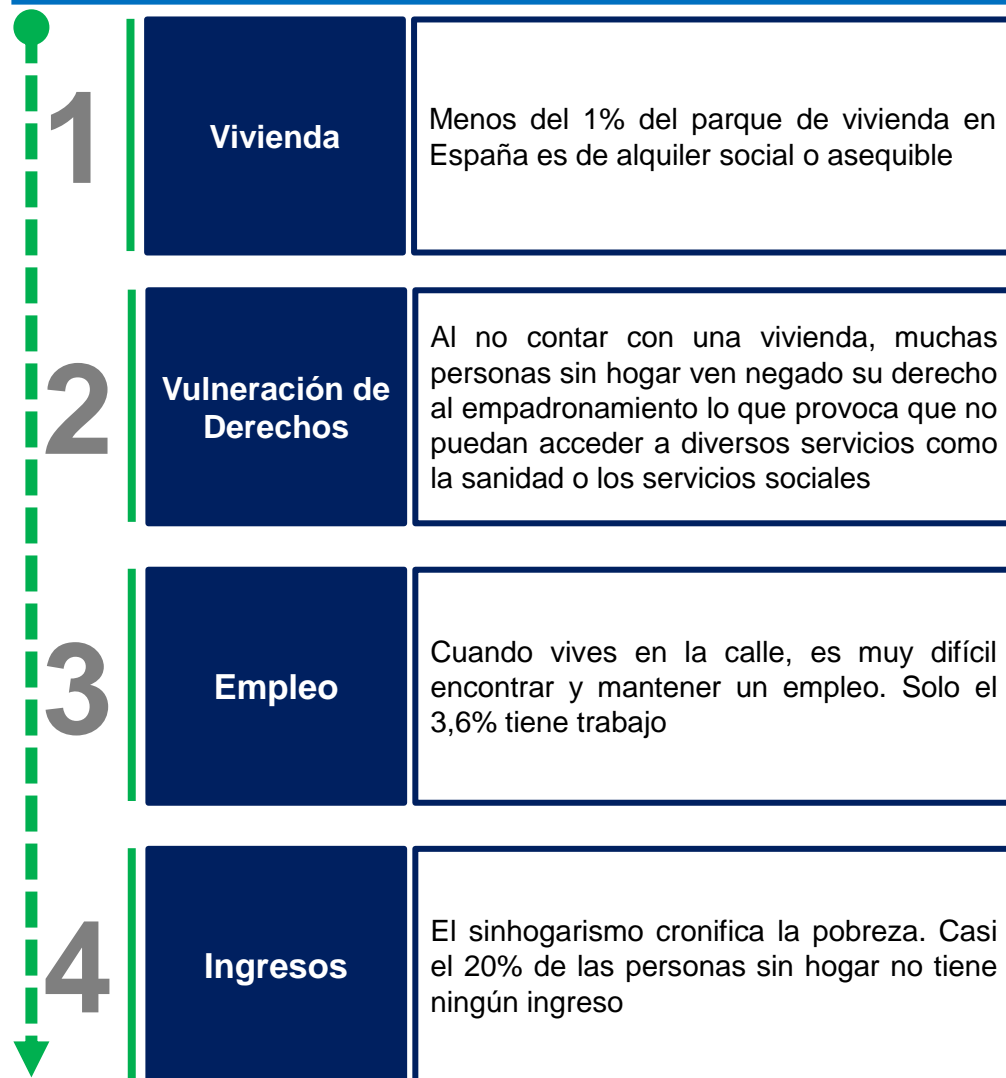 1
Vivienda
Menos del 1% del parque de vivienda en
España es de alquiler social o asequible
2
Vulneración de
Derechos
Al no contar con una vivienda, muchas
personas sin hogar ven negado su derecho
al empadronamiento lo que provoca que no
puedan acceder a diversos servicios como
la sanidad o los servicios sociales
3
Empleo
Cuando vives en la calle, es muy difícil
encontrar y mantener un empleo. Solo el
3,6% tiene trabajo
4
Ingresos
El sinhogarismo cronifica la pobreza. Casi
el 20% de las personas sin hogar no tiene
ningún ingreso